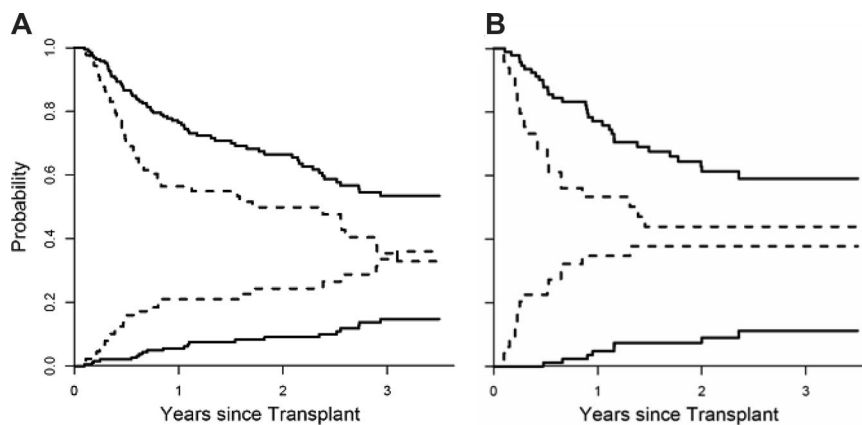 A
B
1.0
0.8
0.6
0.4
0.2
0.0
Probability
0 1 2 3
0 1 2 3
Years since Transplant
Years since Transplant